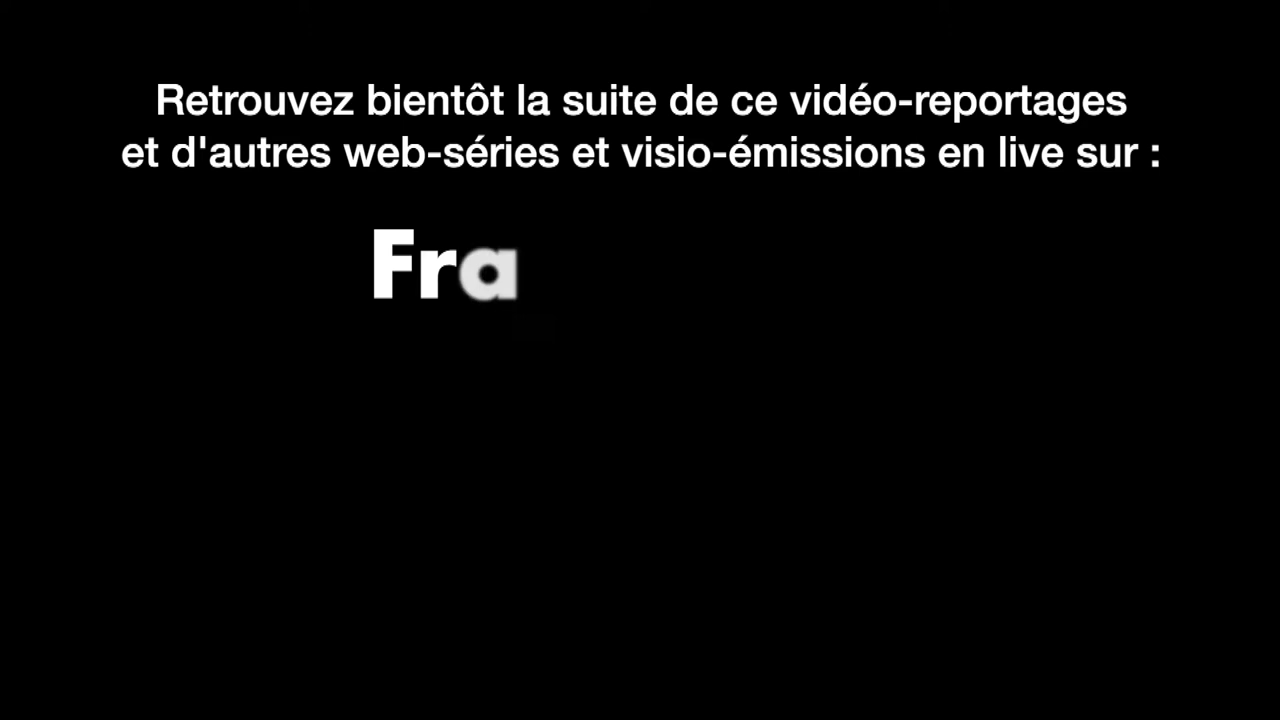 Retrouvez bientôt la suite de ce vidéo-reportages
et d'autres web-séries et visio-émissions en live sur :
Fra